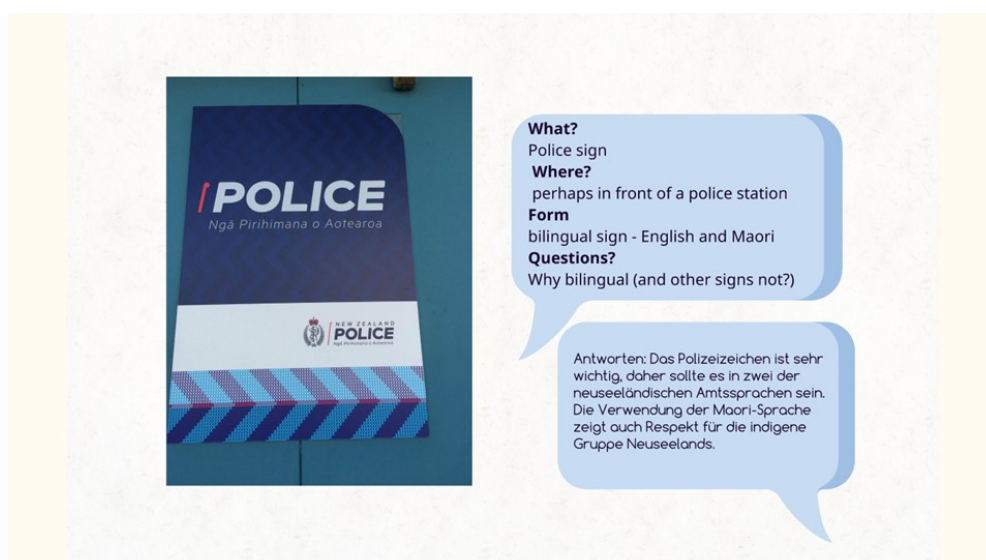 POLICE
Ngā Pirihimana o Aotearoa
NEW ZEALAND
POLICE
Ngā Pirihimana o Aotearoa
What?
Police sign
Where?
perhaps in front of a police station
Form
bilingual sign - English and Maori
Questions?
Why bilingual (and other signs not?)
Antworten: Das Polizeizeichen ist sehr
wichtig, daher sollte es in zwei der
neuseeländischen Amtssprachen sein.
Die Verwendung der Maori-Sprache
zeigt auch Respekt für die indigene
Gruppe Neuseelands.